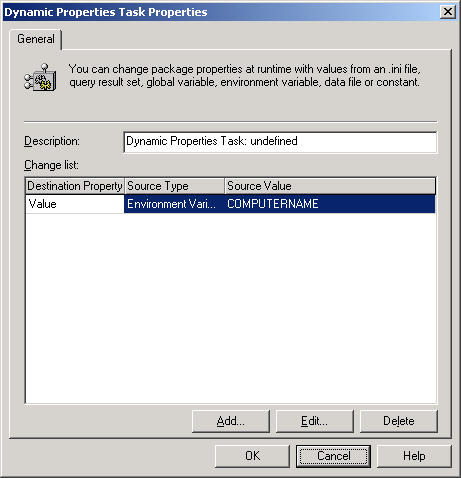 Dynamic Properties Task Properties
General
You can change package properties at runtime with values from an .ini file,
query result set, global variable, environment variable, data file or constant.
Description: Dynamic Properties Task: undefined
Change list:
Destination Property Source Type Source Value
Value Environment Vari... COMPUTERNAME
Add... Edit... Delete
OK Cancel Help